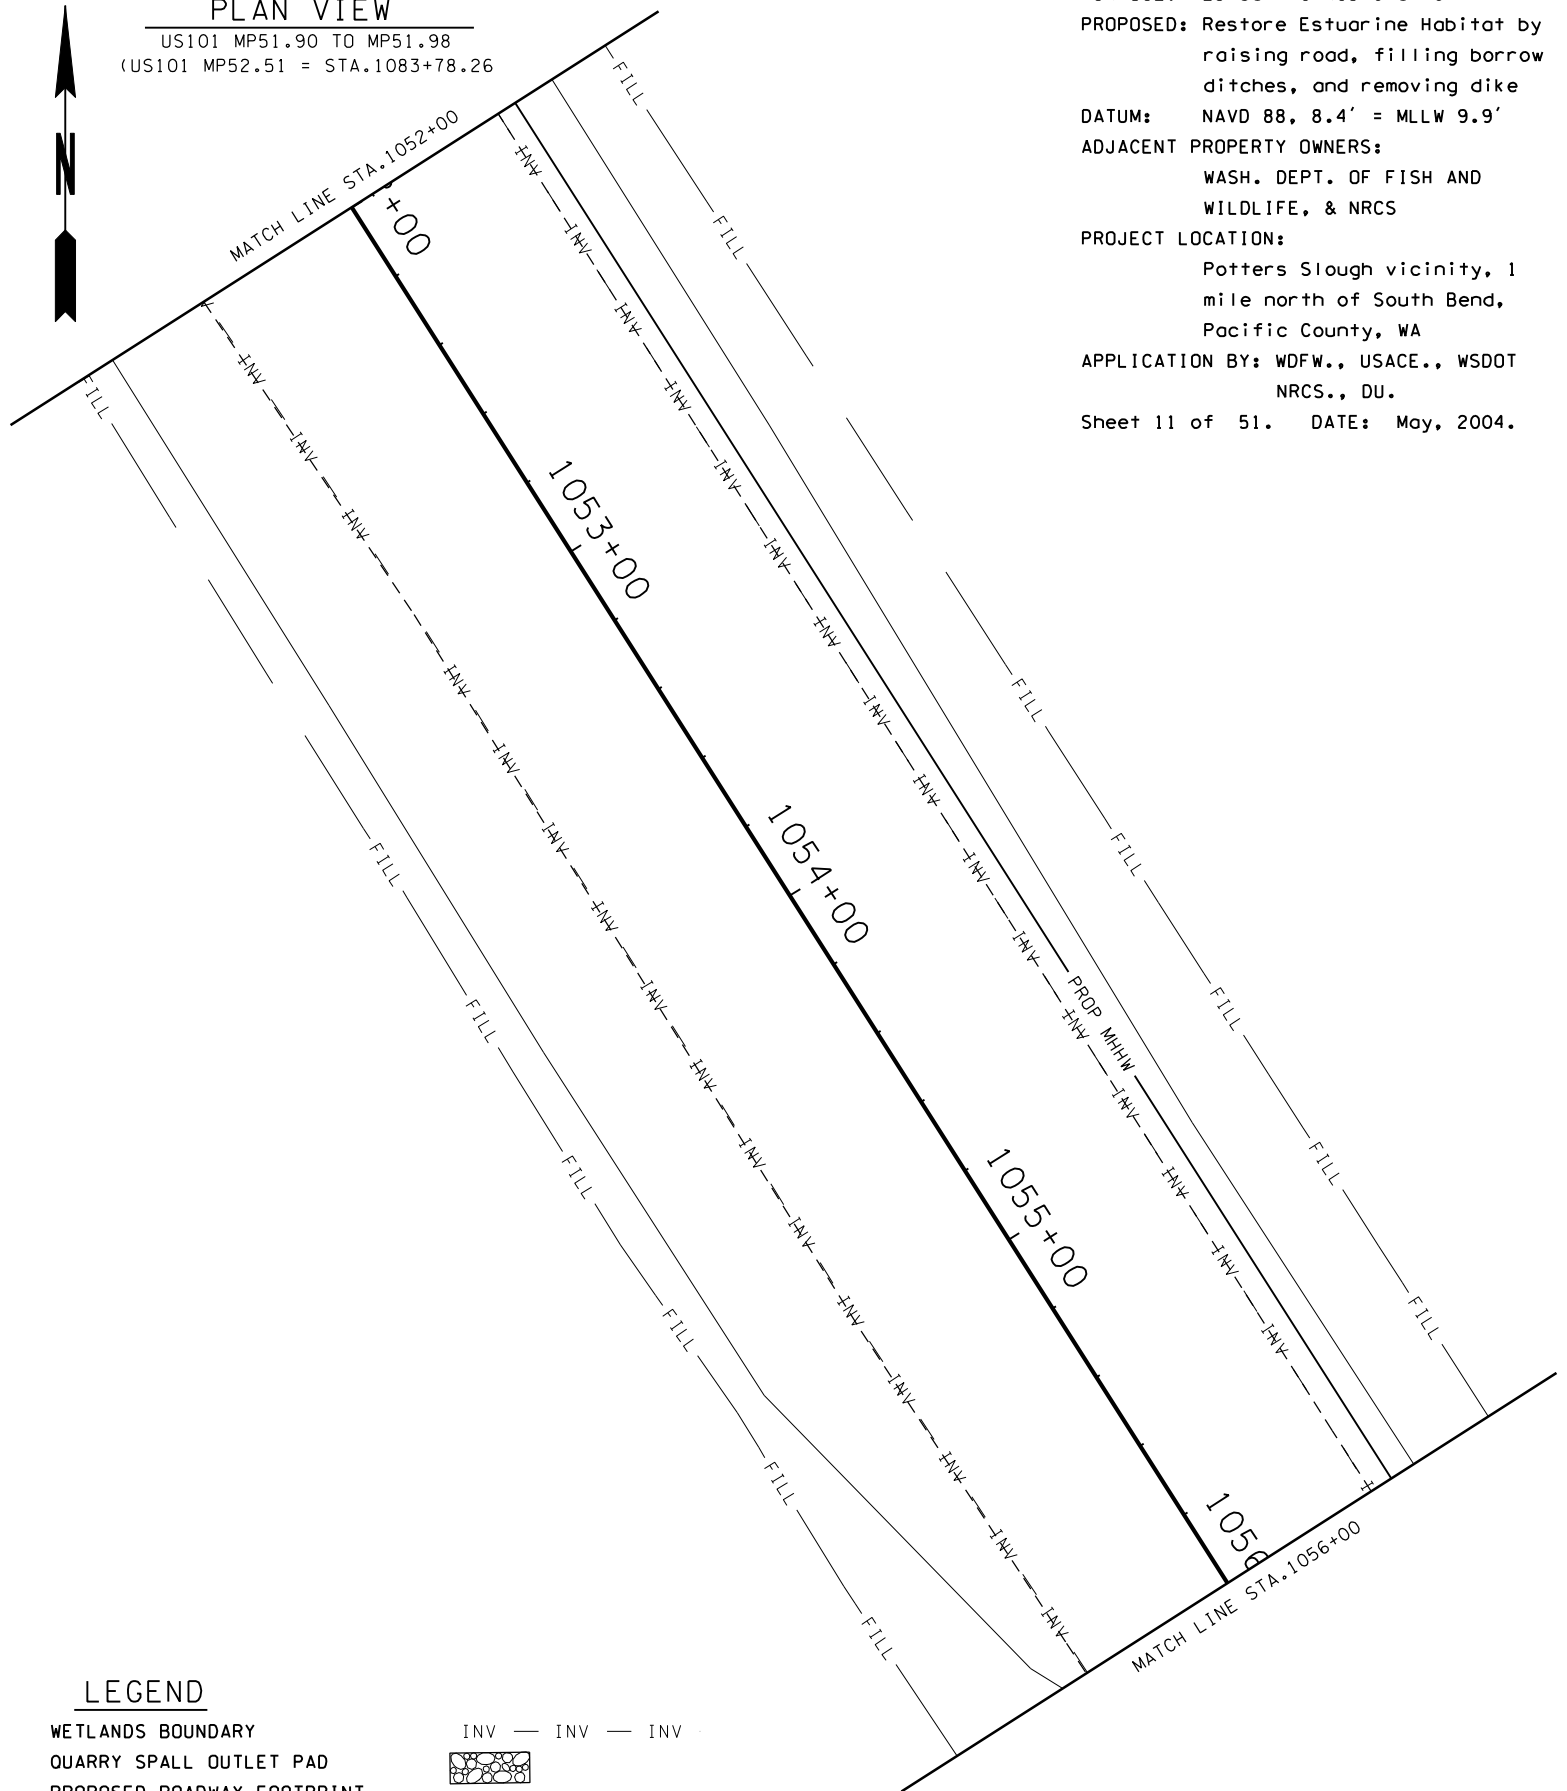 PLAN VIEW
US101 MP51.90 TO MP51.98
(US101 MP52.51 = STA.1083+78.26
N
PROPOSED: Restore Estuarine Habitat by
raising road, filling borrow
ditches, and removing dike
DATUM: NAVD 88, 8.4' = MLLW 9.9'
ADJACENT PROPERTY OWNERS:
WASH. DEPT. OF FISH AND
WILDLIFE, & NRCS
PROJECT LOCATION:
Potters Slough vicinity, 1
mile north of South Bend,
Pacific County, WA
APPLICATION BY: WDFW., USACE., WSDOT
NRCS., DU.
Sheet 11 of 51. DATE: May, 2004.
MATCH LINE STA.1052+00
+00
1053+00
1054+00
1055+00
1056
PROP MHHW
MATCH LINE STA.1056+00
FILL
FILL
FILL
FILL
FILL
FILL
FILL
FILL
FILL
FILL
FILL
FILL
FILL
FILL
LEGEND
WETLANDS BOUNDARY INV — INV — INV
QUARRY SPALL OUTLET PAD
PROPOSED ROADWAY FOOTPRINT